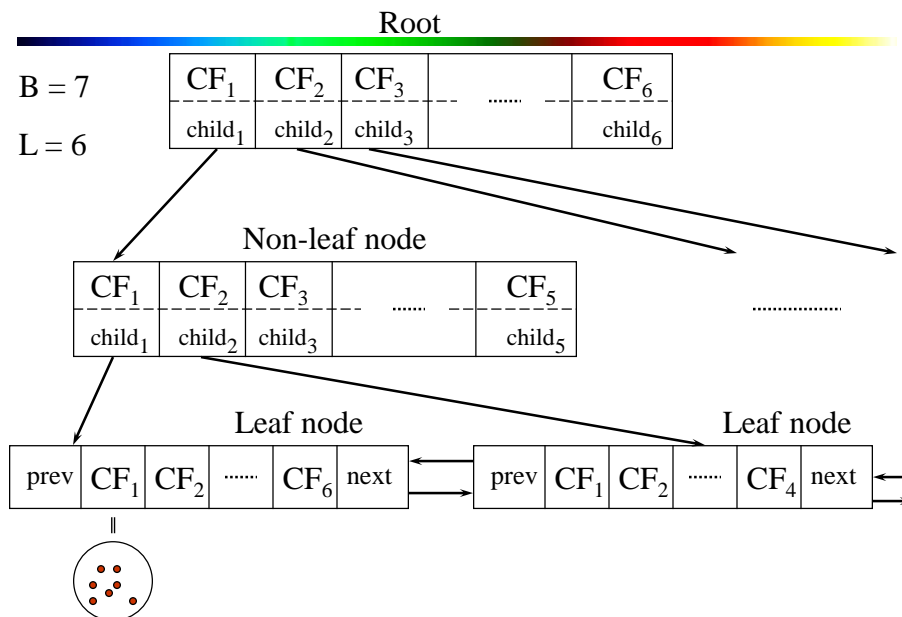 Root
B = 7
L = 6
CF1 CF2 CF3 ...... CF6
child1 child2 child3 child6
Non-leaf node
CF1 CF2 CF3 ...... CF5
child1 child2 child3 child5
Leaf node Leaf node
prev CF1 CF2 ...... CF6 next prev CF1 CF2 ...... CF4 next